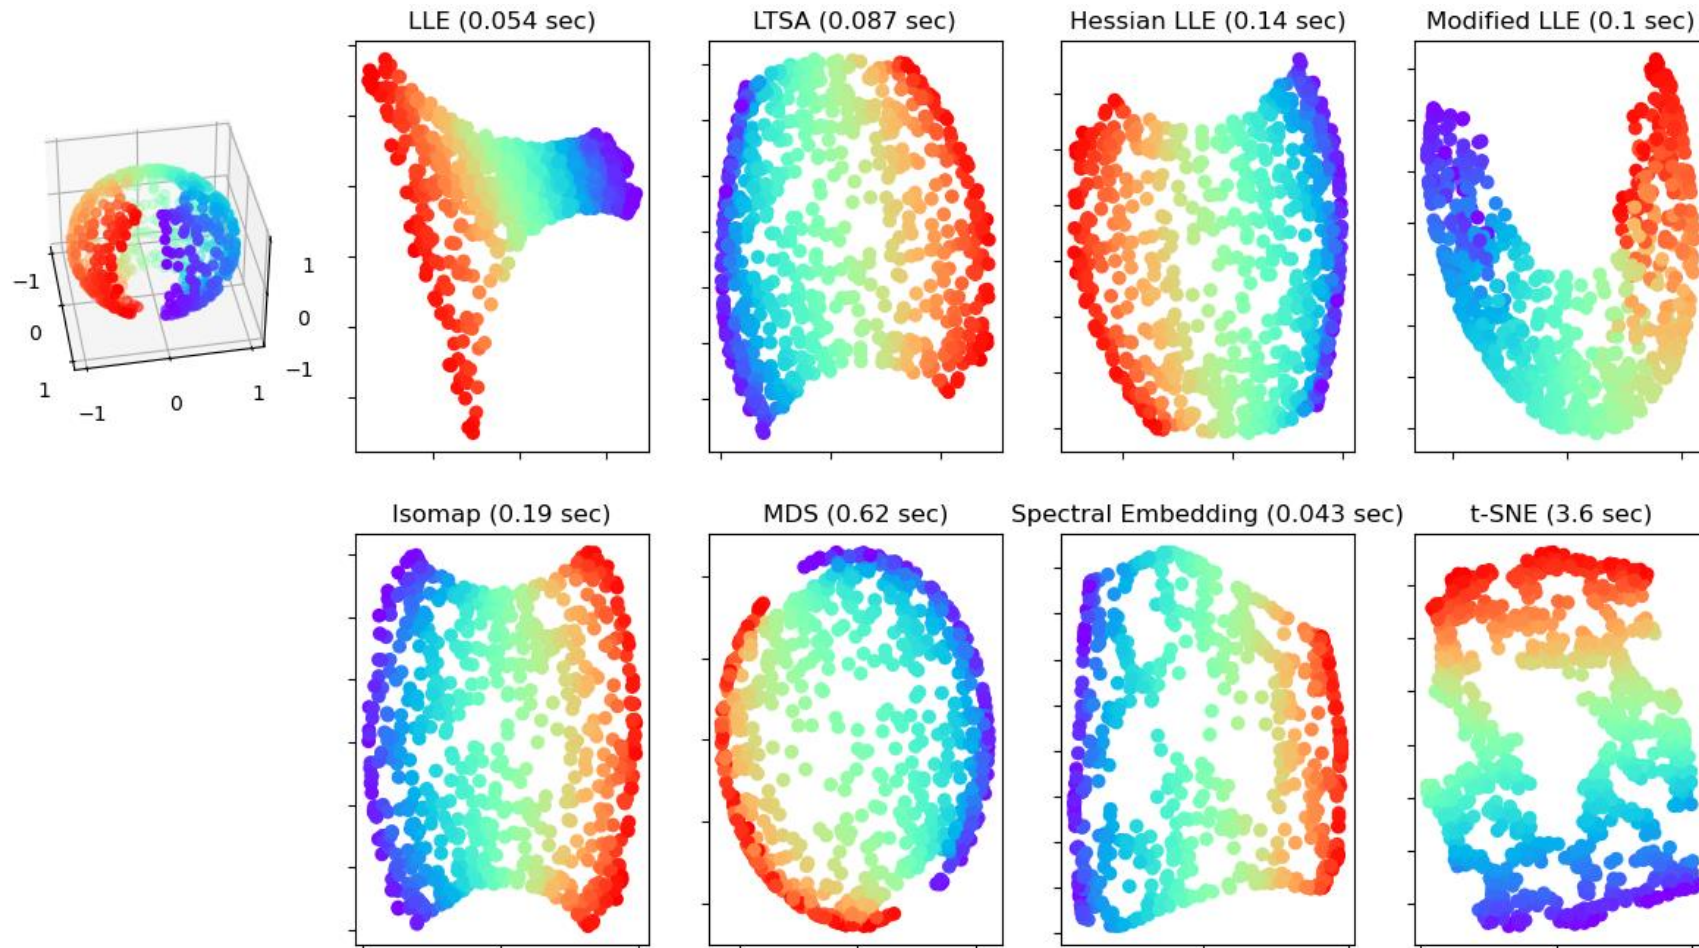 LLE (0.054 sec)
LTSA (0.087 sec)
Hessian LLE (0.14 sec)
Modified LLE (0.1 sec)
−1
0
1
−1
0
1
1
0
−1
Isomap (0.19 sec)
MDS (0.62 sec)
Spectral Embedding (0.043 sec)
t-SNE (3.6 sec)